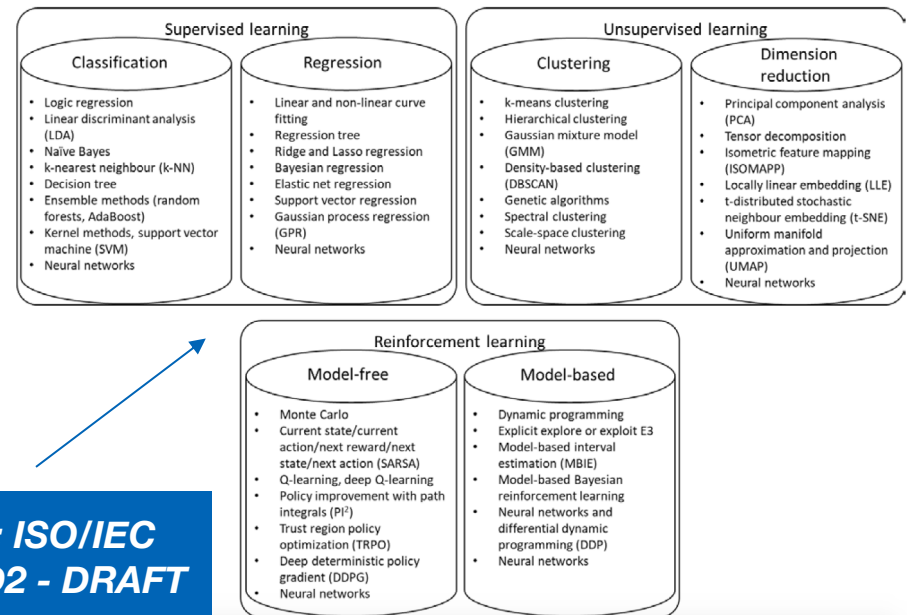 Supervised learning
Classification
• Logic regression
• Linear discriminant analysis
(LDA)
• Naïve Bayes
• k-nearest neighbour (k-NN)
• Decision tree
• Ensemble methods (random
forests, AdaBoost)
• Kernel methods, support vector
machine (SVM)
• Neural networks
Regression
• Linear and non-linear curve
fitting
• Regression tree
• Ridge and Lasso regression
• Bayesian regression
• Elastic net regression
• Support vector regression
• Gaussian process regression
(GPR)
• Neural networks
Unsupervised learning
Clustering
• k-means clustering
• Hierarchical clustering
• Gaussian mixture model
(GMM)
• Density-based clustering
(DBSCAN)
• Genetic algorithms
• Spectral clustering
• Scale-space clustering
• Neural networks
Dimension
reduction
• Principal component analysis
(PCA)
• Tensor decomposition
• Isometric feature mapping
(ISOMAPP)
• Locally linear embedding (LLE)
• t-distributed stochastic
neighbour embedding (t-SNE)
• Uniform manifold
approximation and projection
(UMAP)
• Neural networks
Reinforcement learning
Model-free
• Monte Carlo
• Current state/current
action/next reward/next
state/next action (SARSA)
• Q-learning, deep Q-learning
• Policy improvement with path
integrals (PI²)
• Trust region policy
optimization (TRPO)
• Deep deterministic policy
gradient (DDPG)
• Neural networks
Model-based
• Dynamic programming
• Explicit explore or exploit E3
• Model-based interval
estimation (MBIE)
• Model-based Bayesian
reinforcement learning
• Neural networks and
differential dynamic
programming (DDP)
• Neural networks
ISO/IEC
2 - DRAFT